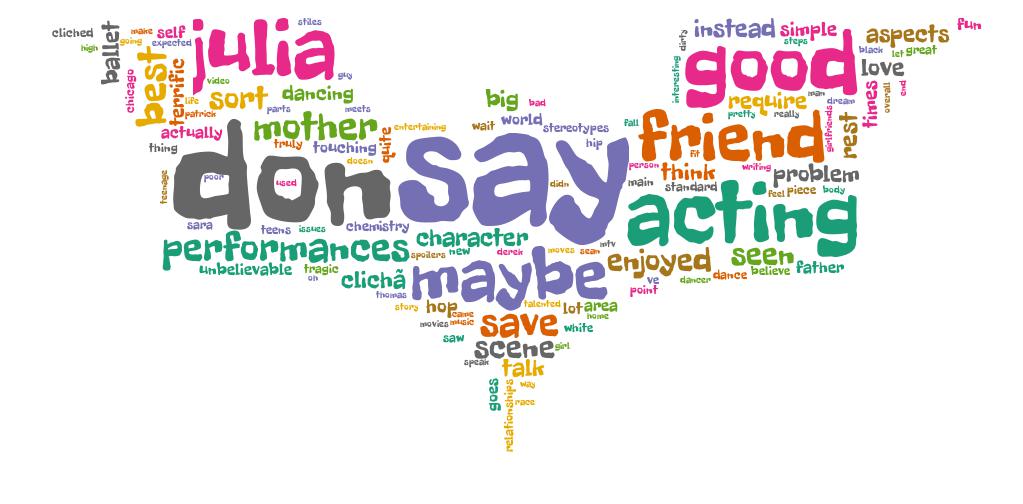 cliched
high
ballet
going
make
self
expected
julia
stiles
guy
video
best
terrific
chicago
life
patrick
sort
dancing
parts
meets
actually
mother
truly
touching
quite
entertaining
thing
doesn
teenage
don
poor
used
say
big
bad
wait
world
stereotypes
hip
didn
sara
teens
issues
chemistry
performances
character
spoilers
new
derek
moves
sean
mtv
unbelievable
tragic
oh
clichã
thomas
maybe
story
hop
came
movies
music
talented
lot
area
home
save
white
saw
scene
girl
speak
talk
goes
relationships
way
race
instead
simple
steps
dirty
interesting
good
aspects
fun
black
let
great
love
require
man
dream
pretty
really
times
overall
end
girlfriends
rest
fall
friend
fit
person
writing
think
problem
main
standard
feel
piece
body
acting
enjoyed
seen
ve
point
dancer
dance
believe
father